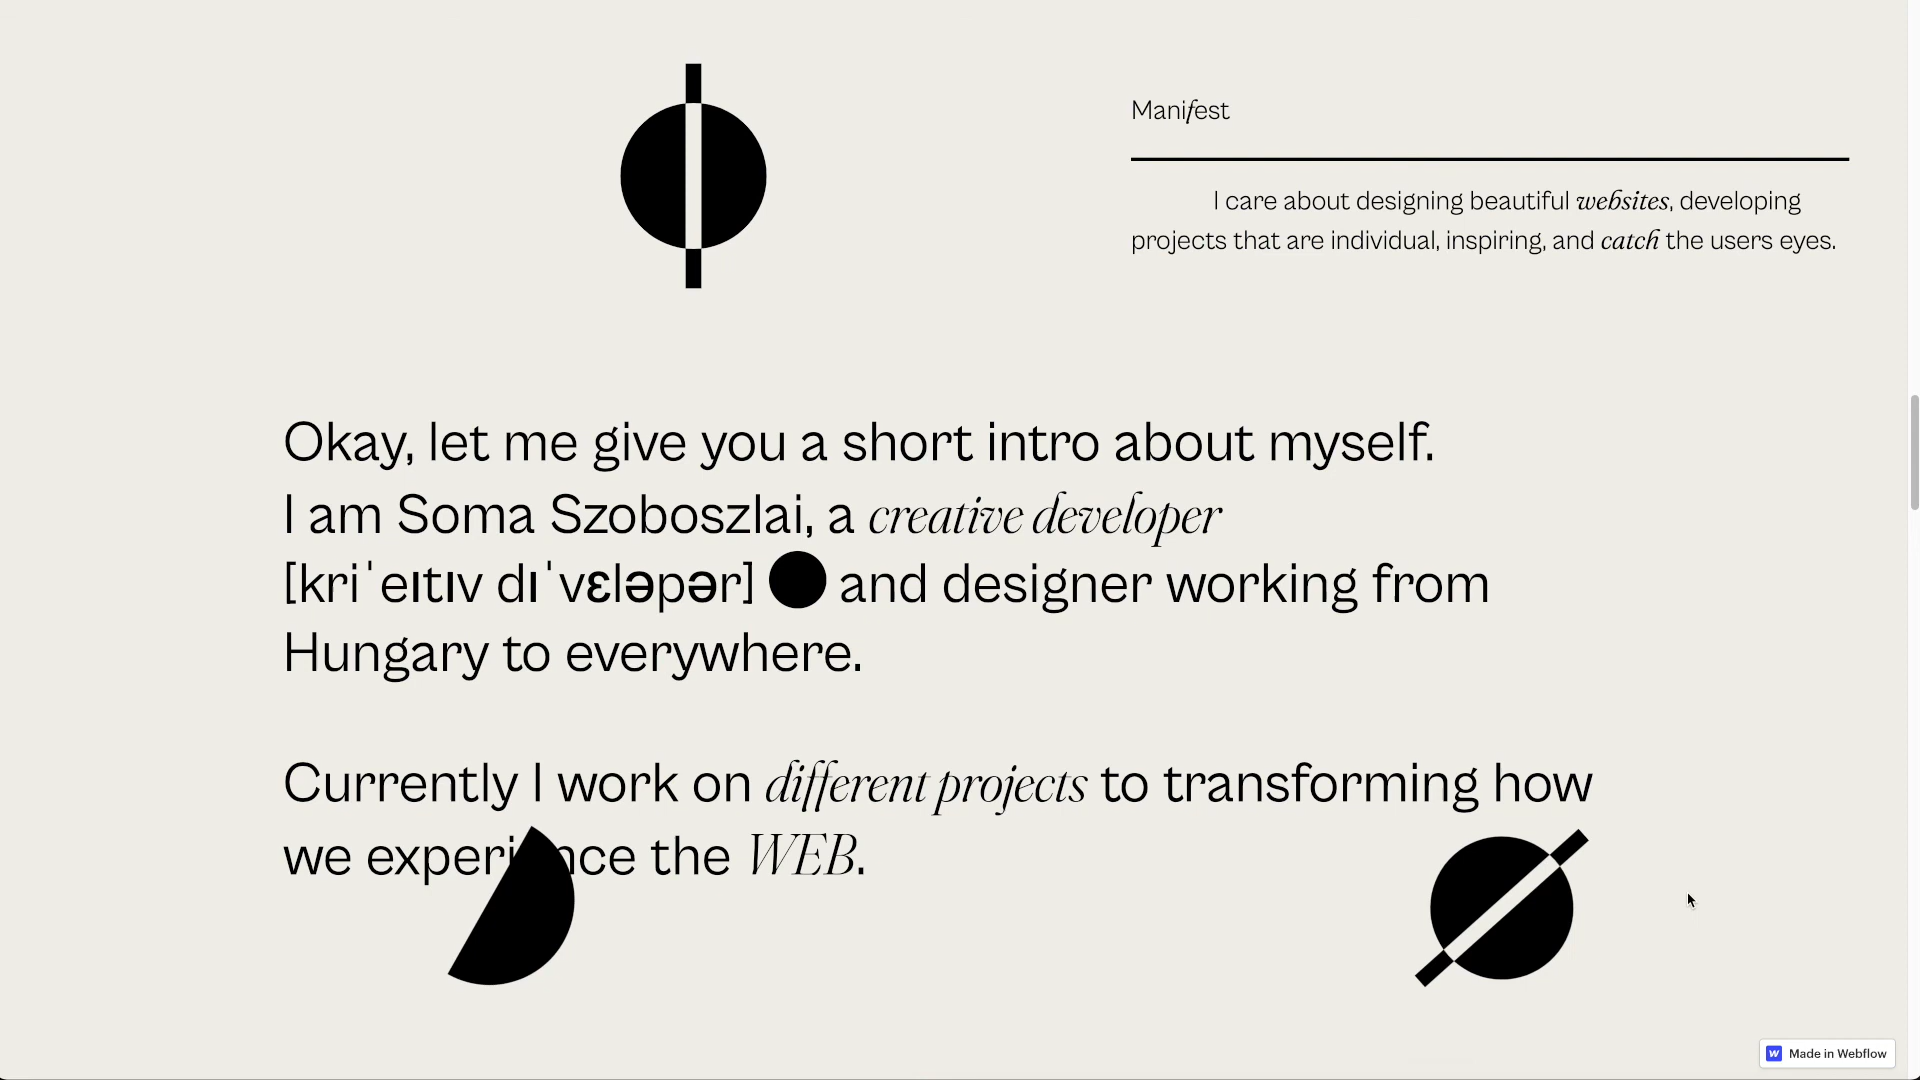 Manifest
I care about designing beautiful websites, developing
projects that are individual, inspiring, and catch the users eyes.
Okay, let me give you a short intro about myself.
I am Soma Szoboszlai, a creative developer
[kriˈeɪtɪv dɪˈvɛləpər] and designer working from
Hungary to everywhere.
Currently I work on different projects to transforming how
we experience the WEB.
Made in Webflow